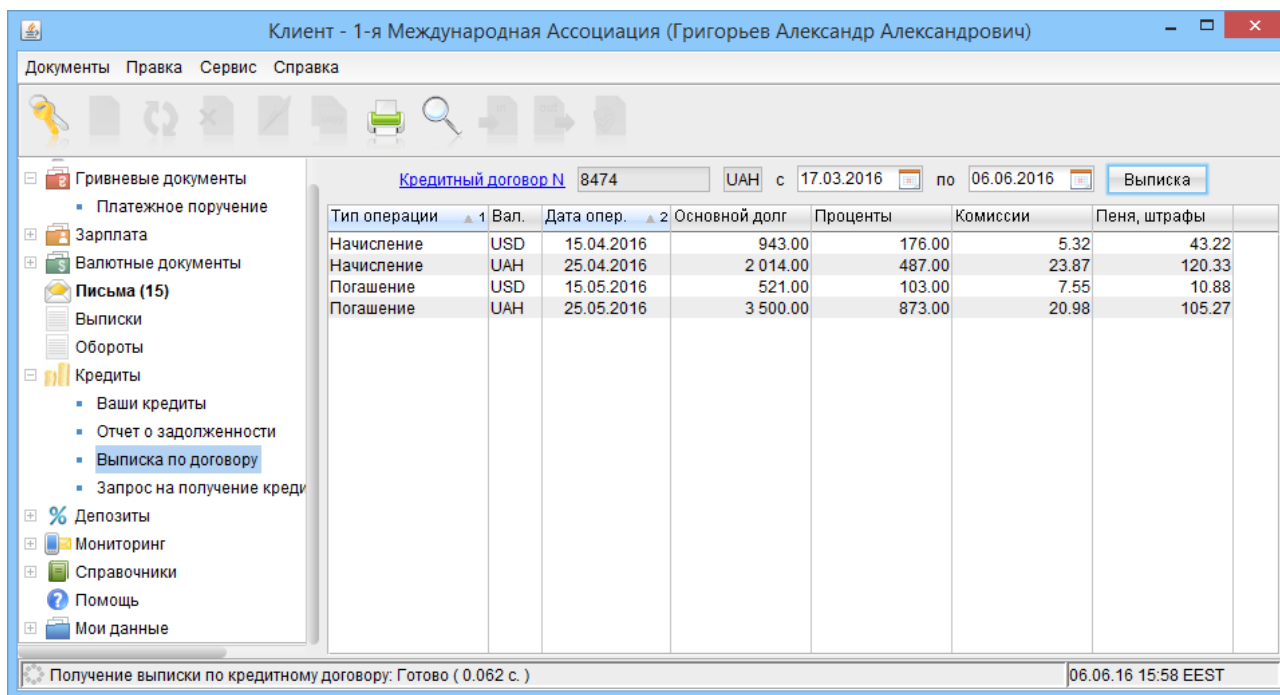 Клиент - 1-я Международная Ассоциация (Григорьев Александр Александрович)
Документы Правка Сервис Справка
Гривневые документы
Платежное поручение
Зарплата
Валютные документы
Письма (15)
Выписки
Обороты
Кредиты
Ваши кредиты
Отчет о задолженности
Выписка по договору
Запрос на получение креди
Депозиты
Мониторинг
Справочники
Помощь
Мои данные
Кредитный договор N 8474 UAH с 17.03.2016 по 06.06.2016 Выписка
Тип операции 1 Вал. Дата опер. 2 Основной долг Проценты Комиссии Пеня, штрафы
Начисление USD 15.04.2016 943.00 176.00 5.32 43.22
Начисление UAH 25.04.2016 2 014.00 487.00 23.87 120.33
Погашение USD 15.05.2016 521.00 103.00 7.55 10.88
Погашение UAH 25.05.2016 3 500.00 873.00 20.98 105.27
Получение выписки по кредитному договору: Готово ( 0.062 с. ) 06.06.16 15:58 EEST